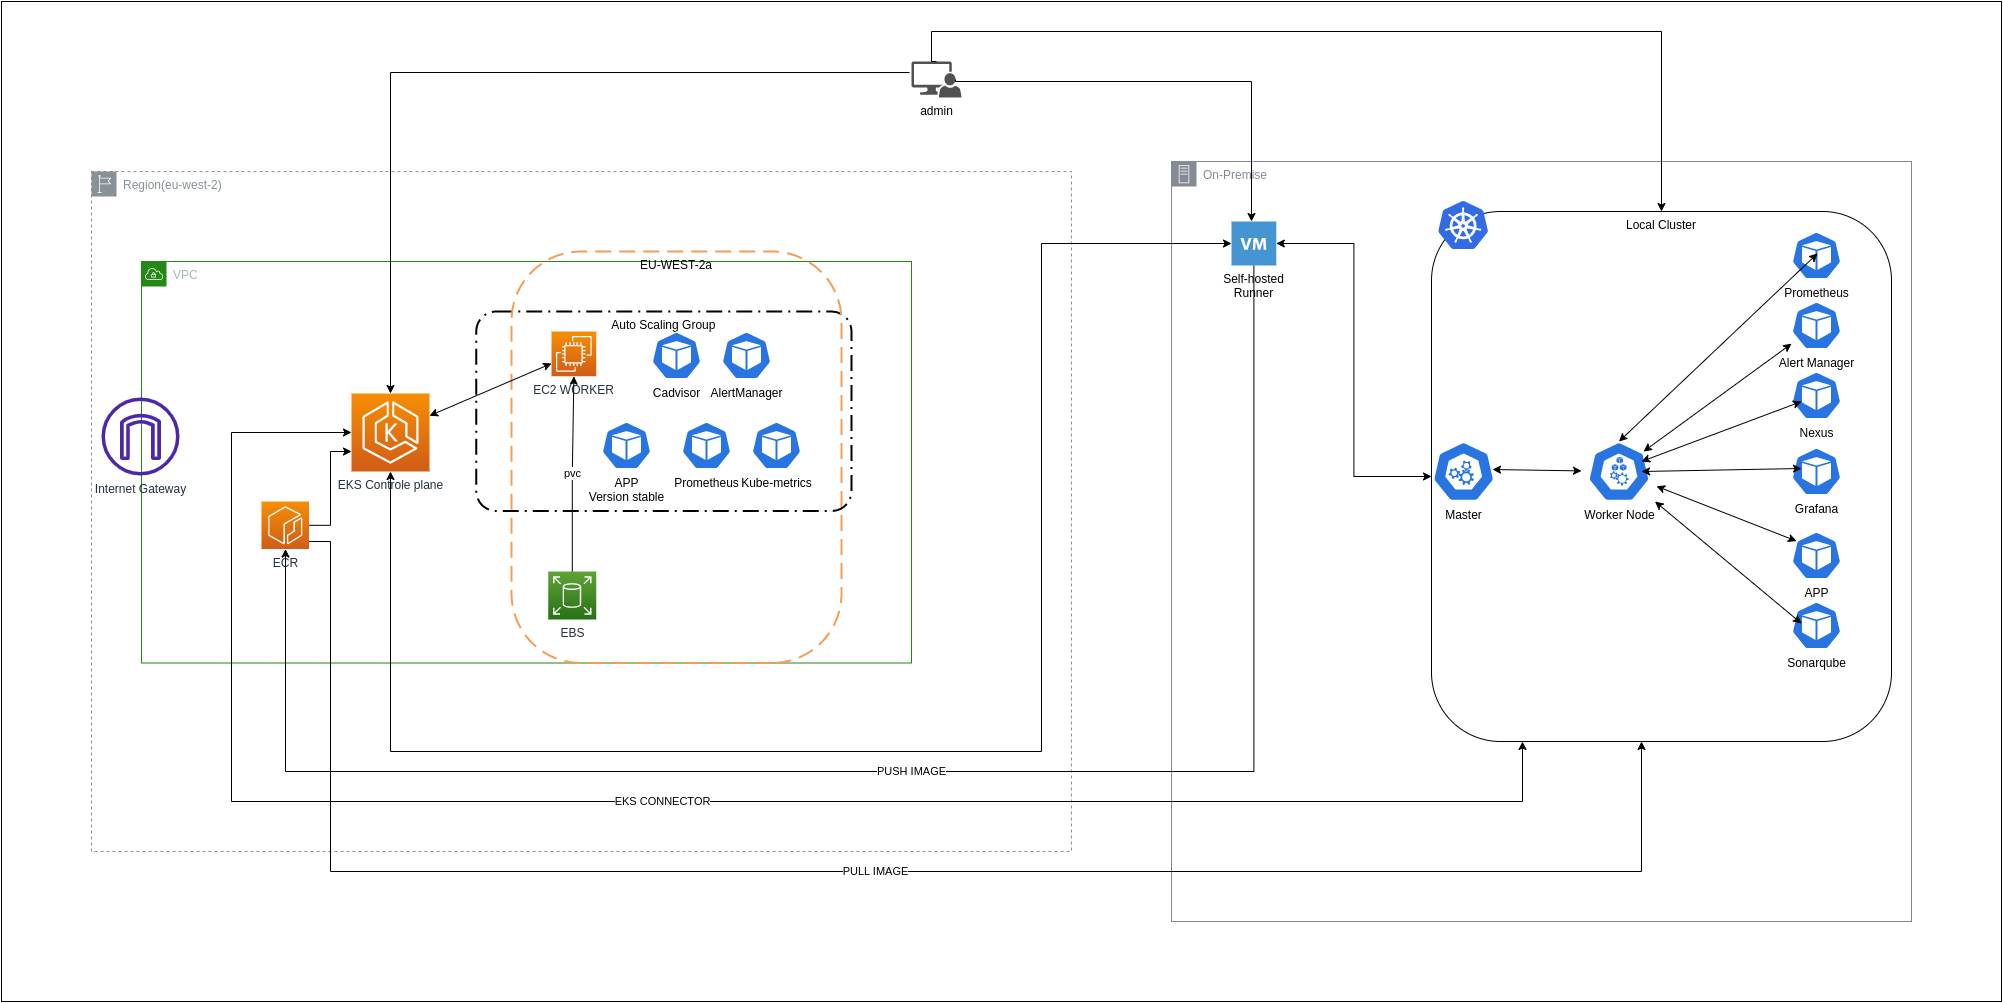 admin
Region(eu-west-2)
On-Premise
VM
Self-hosted
Runner
Local Cluster
EU-WEST-2a
VPC
Auto Scaling Group
EC2 WORKER
Cadvisor
AlertManager
K
EKS Controle plane
Internet Gateway
pvc
APP
Version stable
Prometheus
Kube-metrics
ECR
EBS
Prometheus
Alert Manager
Nexus
Grafana
APP
Sonarqube
Master
Worker Node
PUSH IMAGE
EKS CONNECTOR
PULL IMAGE